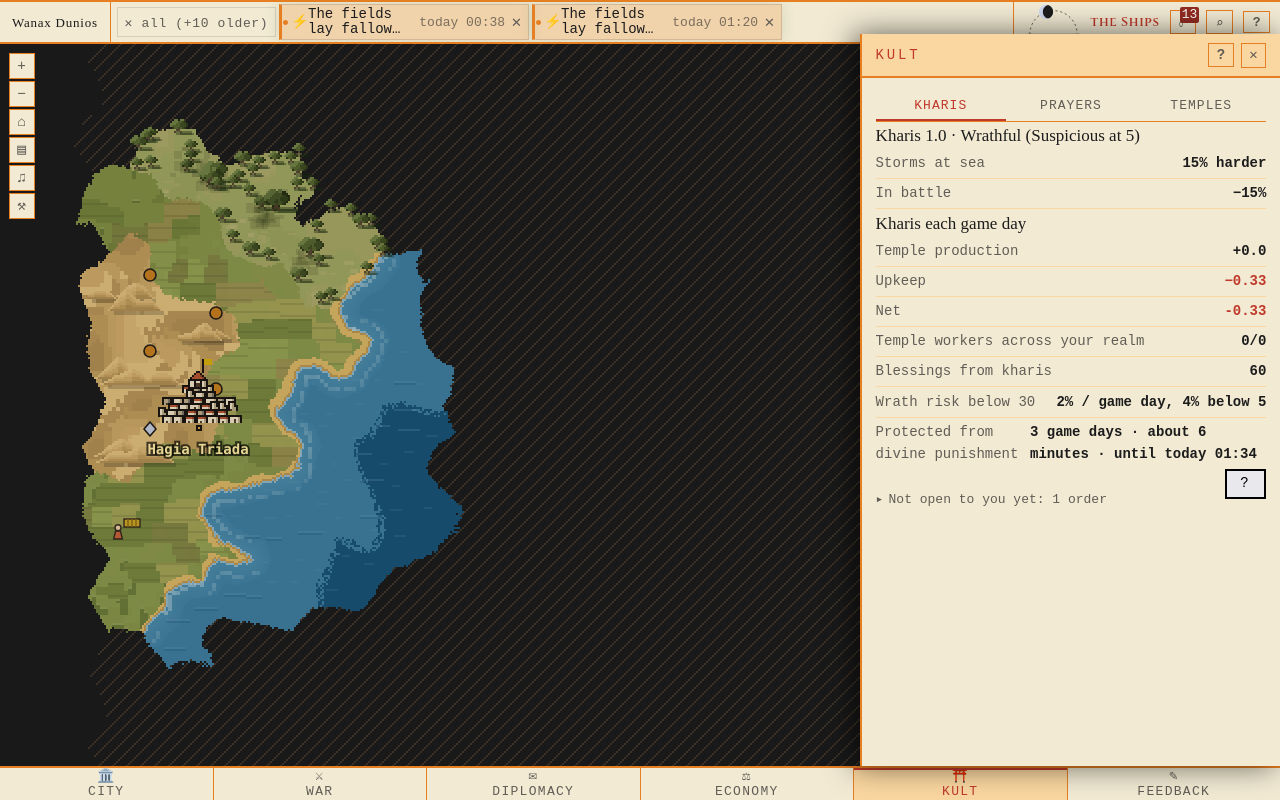 Wanax Dunios
✕ all (+10 older)
The fields lay fallow… today 00:38 ✕
The fields lay fallow… today 01:20 ✕
THE SHIPS
13
?
KULT
? ✕
KHARIS PRAYERS TEMPLES
Kharis 1.0 · Wrathful (Suspicious at 5)
Storms at sea 15% harder
In battle −15%
Kharis each game day
Temple production +0.0
Upkeep −0.33
Net -0.33
Temple workers across your realm 0/0
Blessings from kharis 60
Wrath risk below 30 2% / game day, 4% below 5
Protected from divine punishment 3 game days · about 6 minutes · until today 01:34
?
▸ Not open to you yet: 1 order
+
−
Hagia Triada
CITY
WAR
DIPLOMACY
ECONOMY
KULT
FEEDBACK